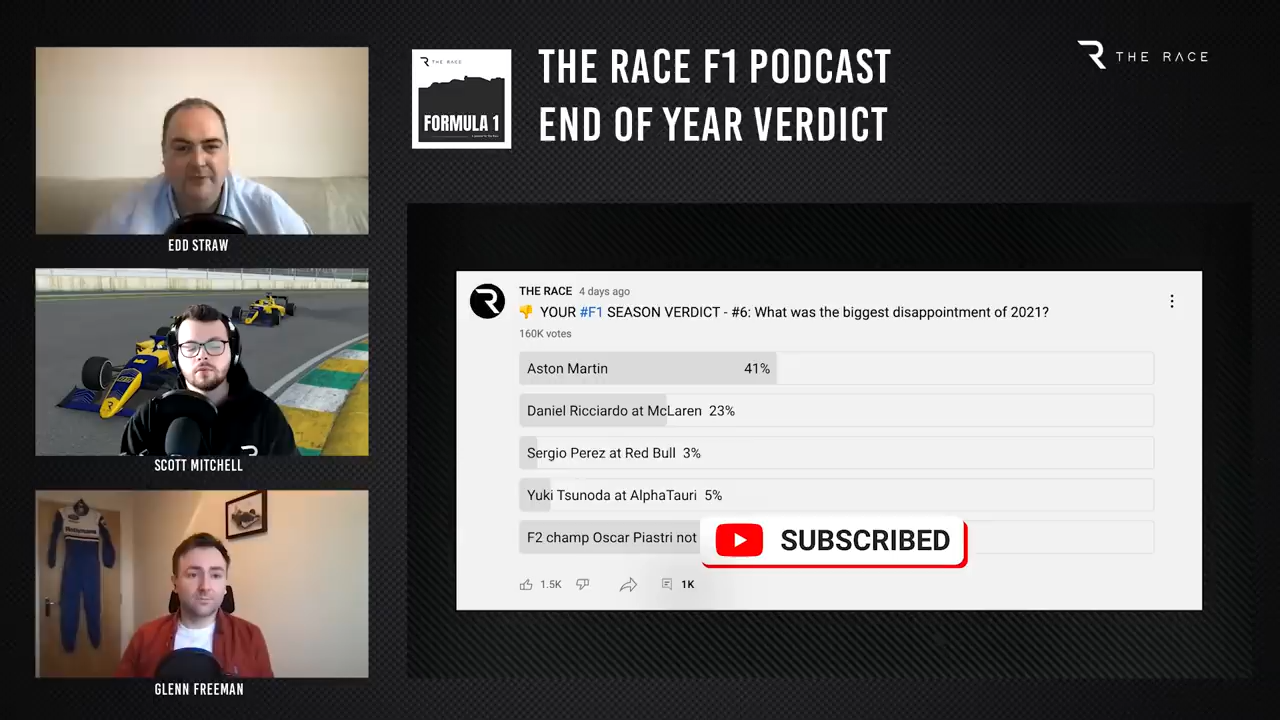 THE RACE F1 PODCAST
END OF YEAR VERDICT
THE RACE
THE RACE
FORMULA 1
EDD STRAW
SCOTT MITCHELL
GLENN FREEMAN
THE RACE 4 days ago
👎 YOUR #F1 SEASON VERDICT - #6: What was the biggest disappointment of 2021?
160K votes
Aston Martin 41%
Daniel Ricciardo at McLaren 23%
Sergio Perez at Red Bull 3%
Yuki Tsunoda at AlphaTauri 5%
F2 champ Oscar Piastri not
SUBSCRIBED
1.5K 1K